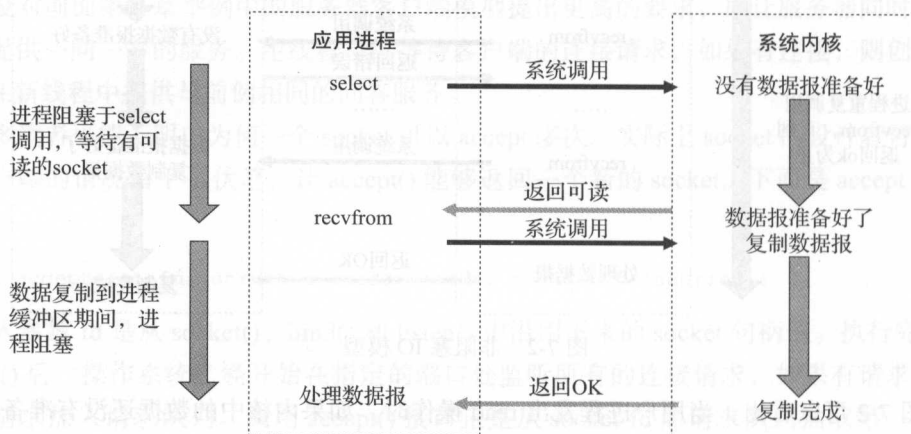 应用进程
系统内核
select
系统调用
没有数据报准备好
进程阻塞于select
调用，等待有可
读的socket
返回可读
recvfrom
数据报准备好了
系统调用
复制数据报
数据复制到进程
缓冲区期间，进
程阻塞
返回OK
处理数据报
复制完成